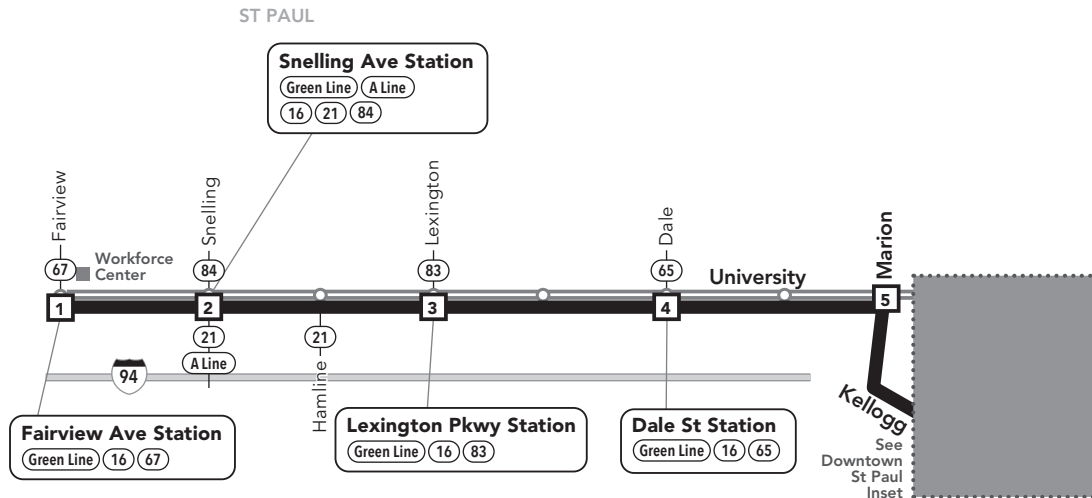 ST PAUL
Snelling Ave Station
Green Line A Line
16 21 84
Fairview
Snelling
Lexington
Dale
Marion
67
Workforce
Center
84
83
65
University
1
2
3
4
5
21
21
A Line
94
Hamline
Kellogg
Fairview Ave Station
Green Line 16 67
Lexington Pkwy Station
Green Line 16 83
Dale St Station
Green Line 16 65
See
Downtown
St Paul
Inset